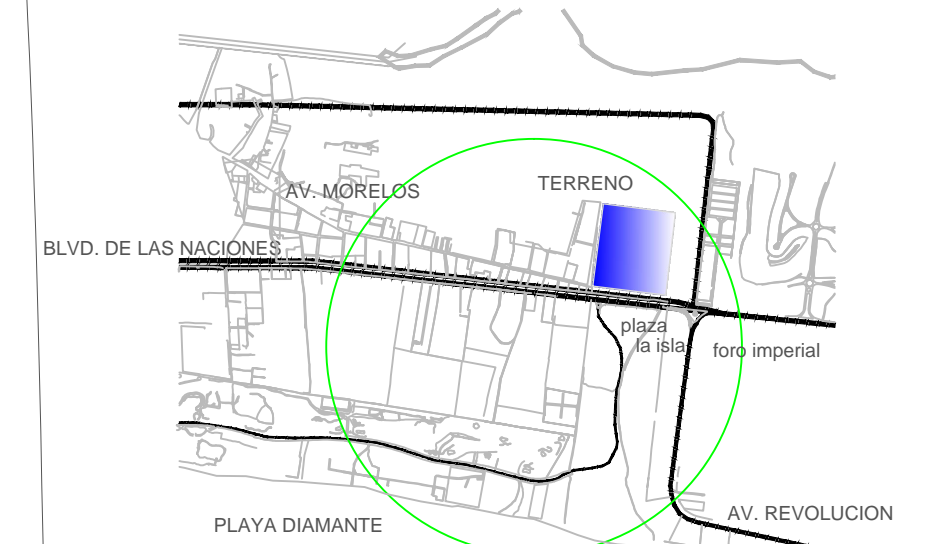 TERRENO
AV. MORELOS
BLVD. DE LAS NACIONES
plaza
la isla
foro imperial
AV. REVOLUCION
PLAYA DIAMANTE